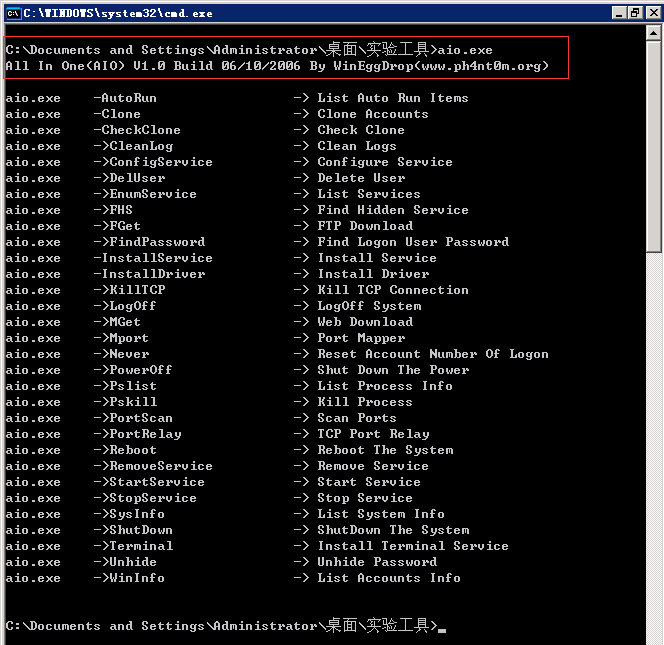 C:\WINDOWS\system32\cmd.exe
C:\Documents and Settings\Administrator\桌面\实验工具>aio.exe
All In One(AIO) V1.0 Build 06/10/2006 By WinEggDrop(www.ph4nt0m.org)
aio.exe -AutoRun -> List Auto Run Items
aio.exe -Clone -> Clone Accounts
aio.exe -CheckClone -> Check Clone
aio.exe ->CleanLog -> Clean Logs
aio.exe ->ConfigService -> Configure Service
aio.exe ->DelUser -> Delete User
aio.exe ->EnumService -> List Services
aio.exe ->FHS -> Find Hidden Service
aio.exe ->FGet -> FTP Download
aio.exe ->FindPassword -> Find Logon User Password
aio.exe -InstallService -> Install Service
aio.exe -InstallDriver -> Install Driver
aio.exe ->KillTCP -> Kill TCP Connection
aio.exe ->LogOff -> LogOff System
aio.exe ->MGet -> Web Download
aio.exe ->Mport -> Port Mapper
aio.exe ->Never -> Reset Account Number Of Logon
aio.exe ->PowerOff -> Shut Down The Power
aio.exe ->Pslist -> List Process Info
aio.exe ->Pskill -> Kill Process
aio.exe ->PortScan -> Scan Ports
aio.exe ->PortRelay -> TCP Port Relay
aio.exe ->Reboot -> Reboot The System
aio.exe ->RemoveService -> Remove Service
aio.exe ->StartService -> Start Service
aio.exe ->StopService -> Stop Service
aio.exe ->SysInfo -> List System Info
aio.exe ->ShutDown -> ShutDown The System
aio.exe ->Terminal -> Install Terminal Service
aio.exe ->Unhide -> Unhide Password
aio.exe ->WinInfo -> List Accounts Info
C:\Documents and Settings\Administrator\桌面\实验工具>_